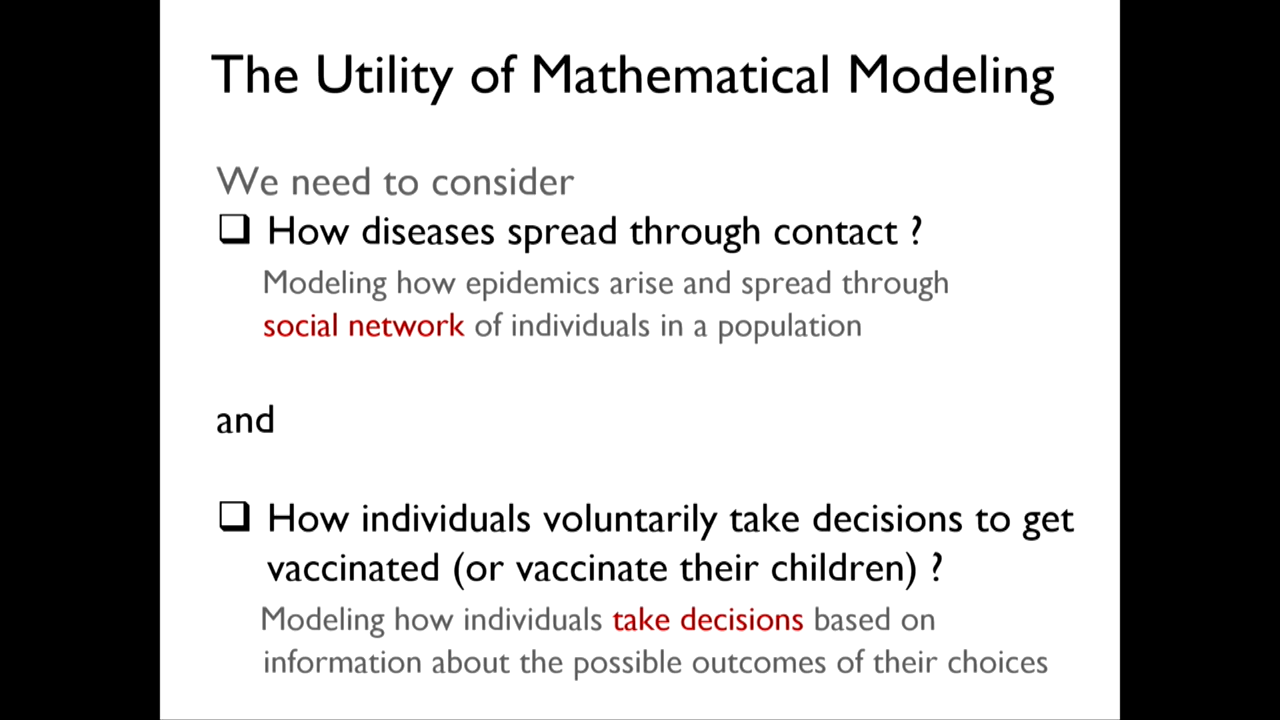 The Utility of Mathematical Modeling
We need to consider
❑ How diseases spread through contact ?
Modeling how epidemics arise and spread through
social network of individuals in a population
and
❑ How individuals voluntarily take decisions to get
vaccinated (or vaccinate their children) ?
Modeling how individuals take decisions based on
information about the possible outcomes of their choices